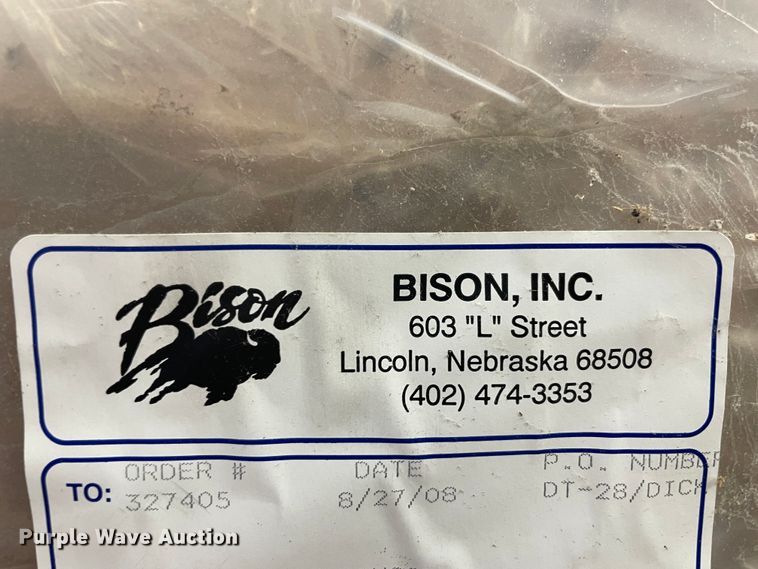 Bison
BISON, INC.
603 "L" Street
Lincoln, Nebraska 68508
(402) 474-3353
TO:
ORDER # DATE P.O. NUMBER
327405 8/27/08 DT-28/DICK
Purple Wave Auction